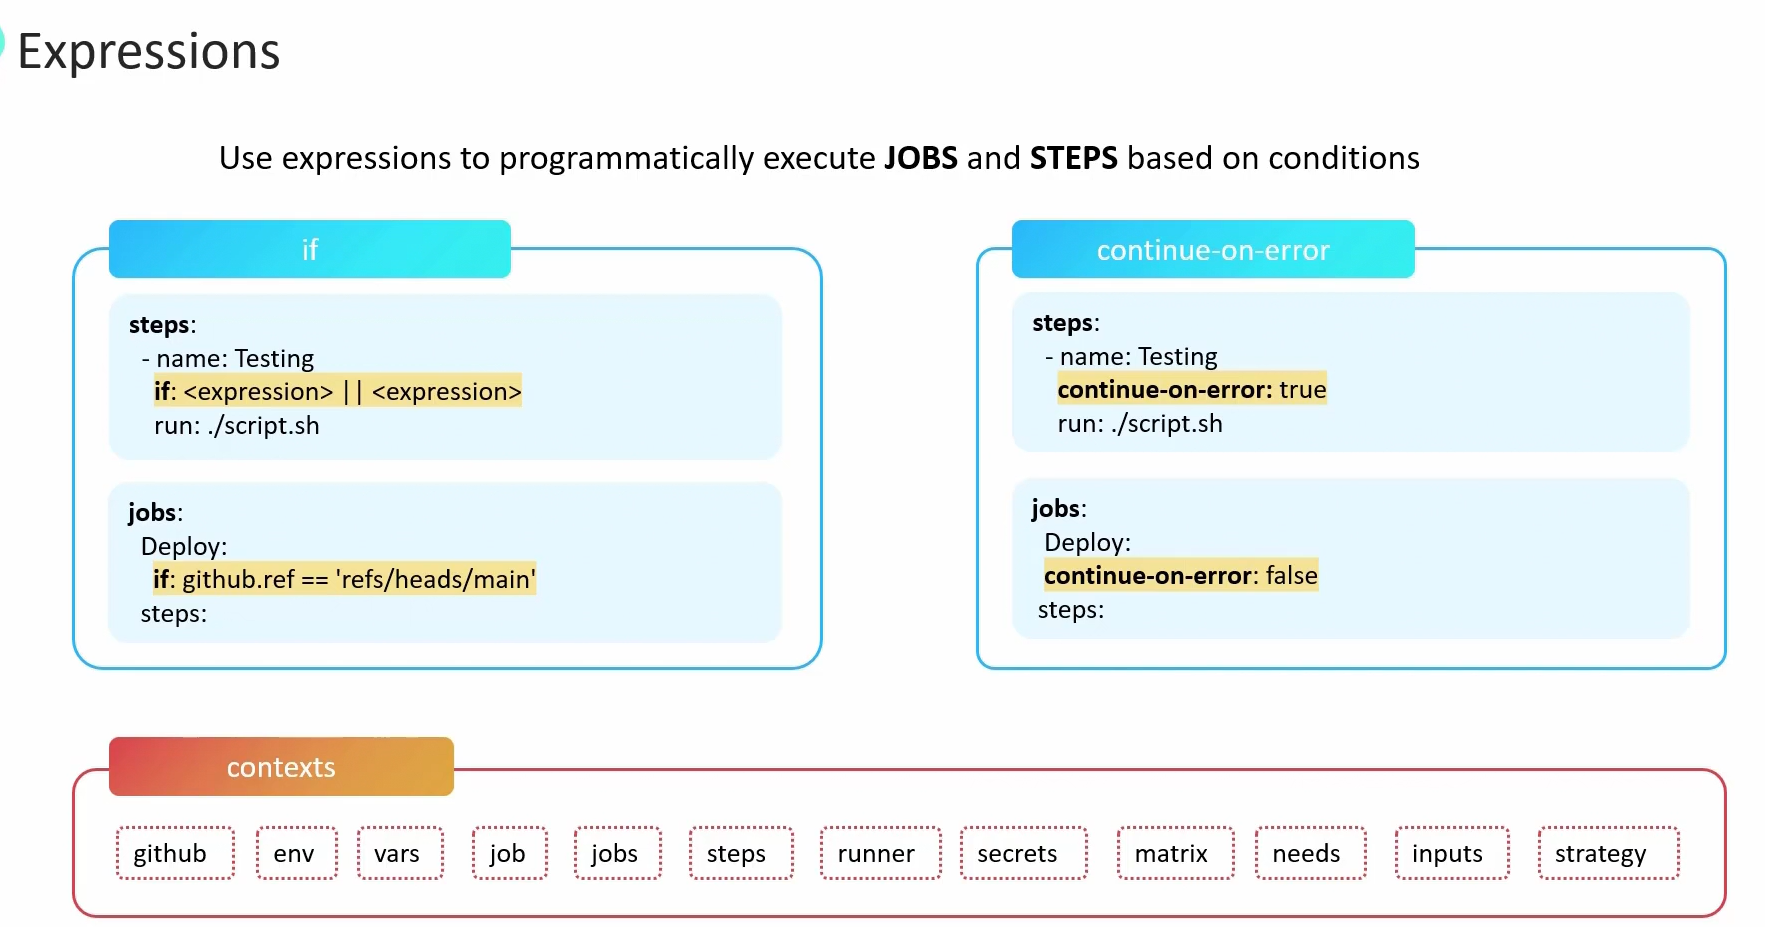 Expressions
Use expressions to programmatically execute JOBS and STEPS based on conditions
if
steps:
- name: Testing
if: <expression> || <expression>
run: ./script.sh
jobs:
Deploy:
if: github.ref == 'refs/heads/main'
steps:
continue-on-error
steps:
- name: Testing
continue-on-error: true
run: ./script.sh
jobs:
Deploy:
continue-on-error: false
steps:
contexts
github env vars job jobs steps runner secrets matrix needs inputs strategy